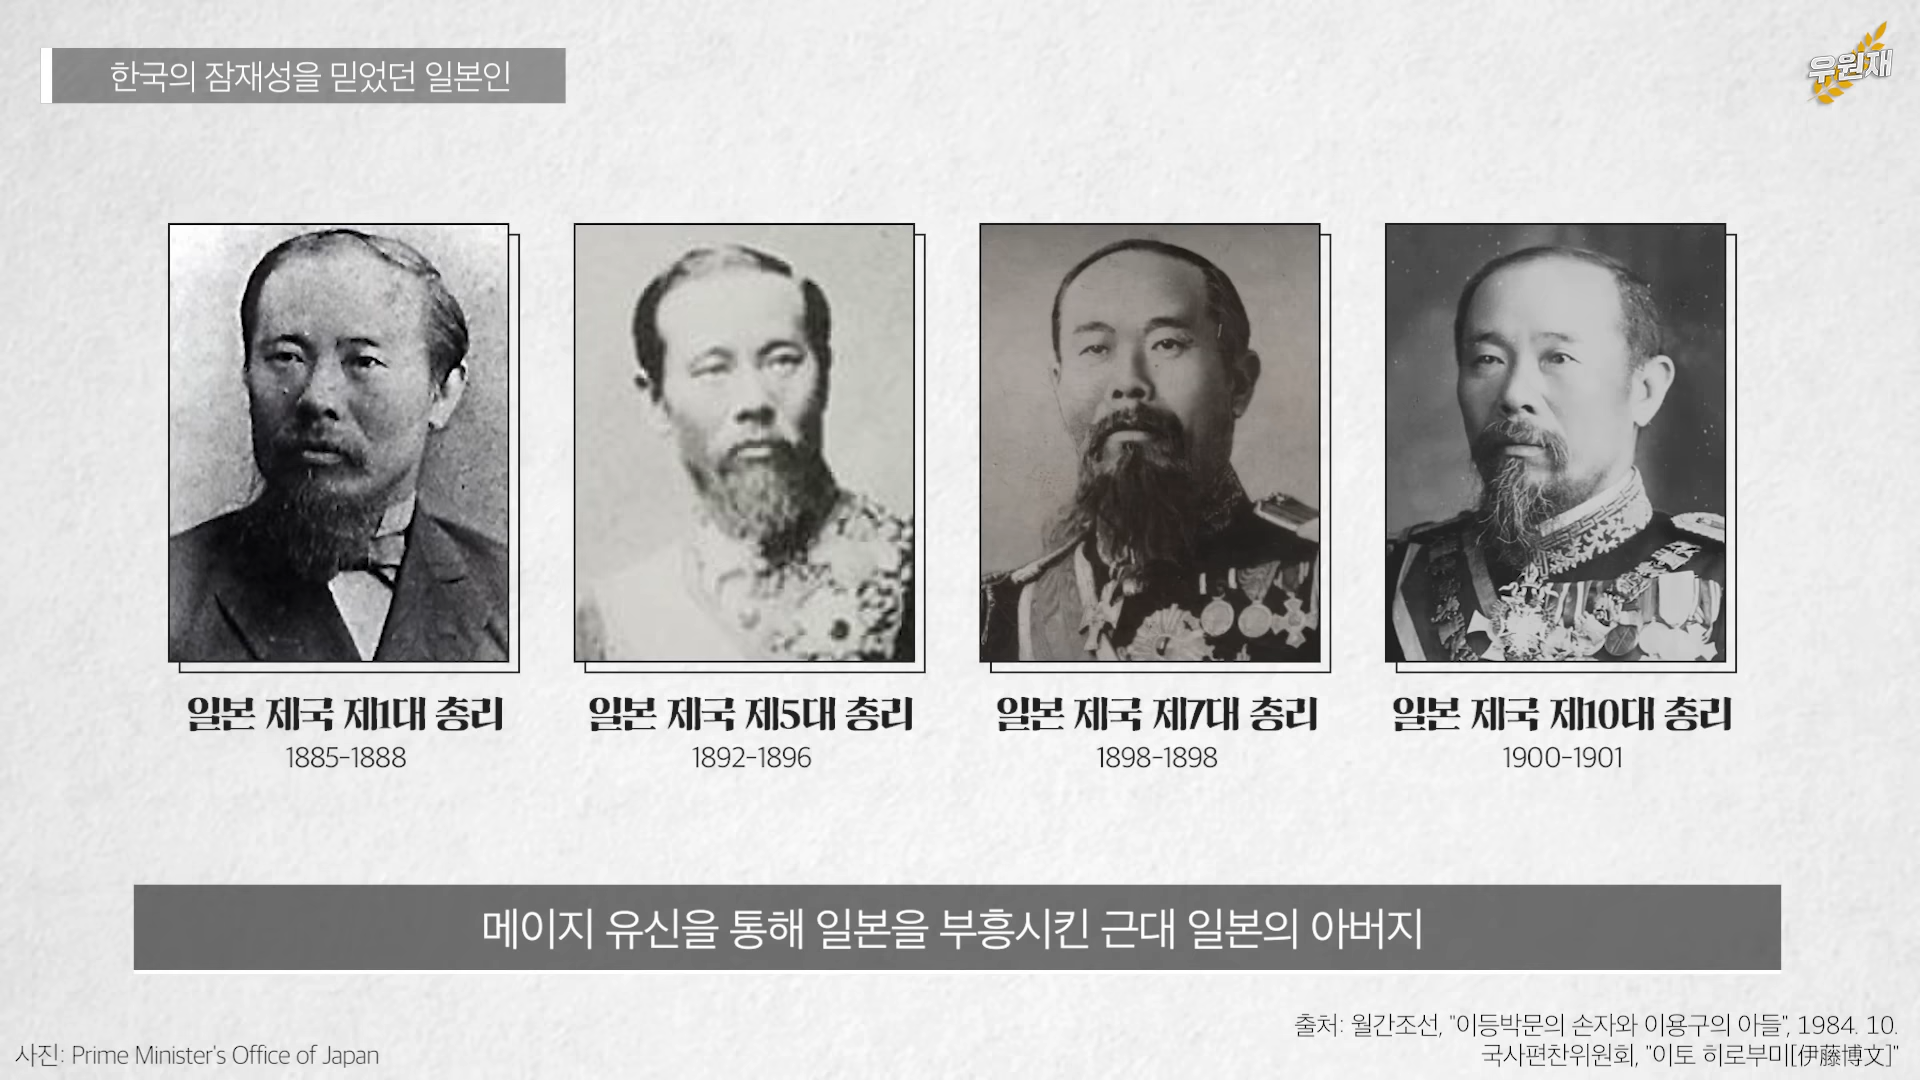 한국의 잠재성을 믿었던 일본인
우원재
일본 제국 제1대 총리
1885-1888
일본 제국 제5대 총리
1892-1896
일본 제국 제7대 총리
1898-1898
일본 제국 제10대 총리
1900-1901
메이지 유신을 통해 일본을 부흥시킨 근대 일본의 아버지
출처: 월간조선, "이등박문의 손자와 이용구의 아들", 1984. 10.
국사편찬위원회, "이토 히로부미[伊藤博文]"
사진: Prime Minister's Office of Japan